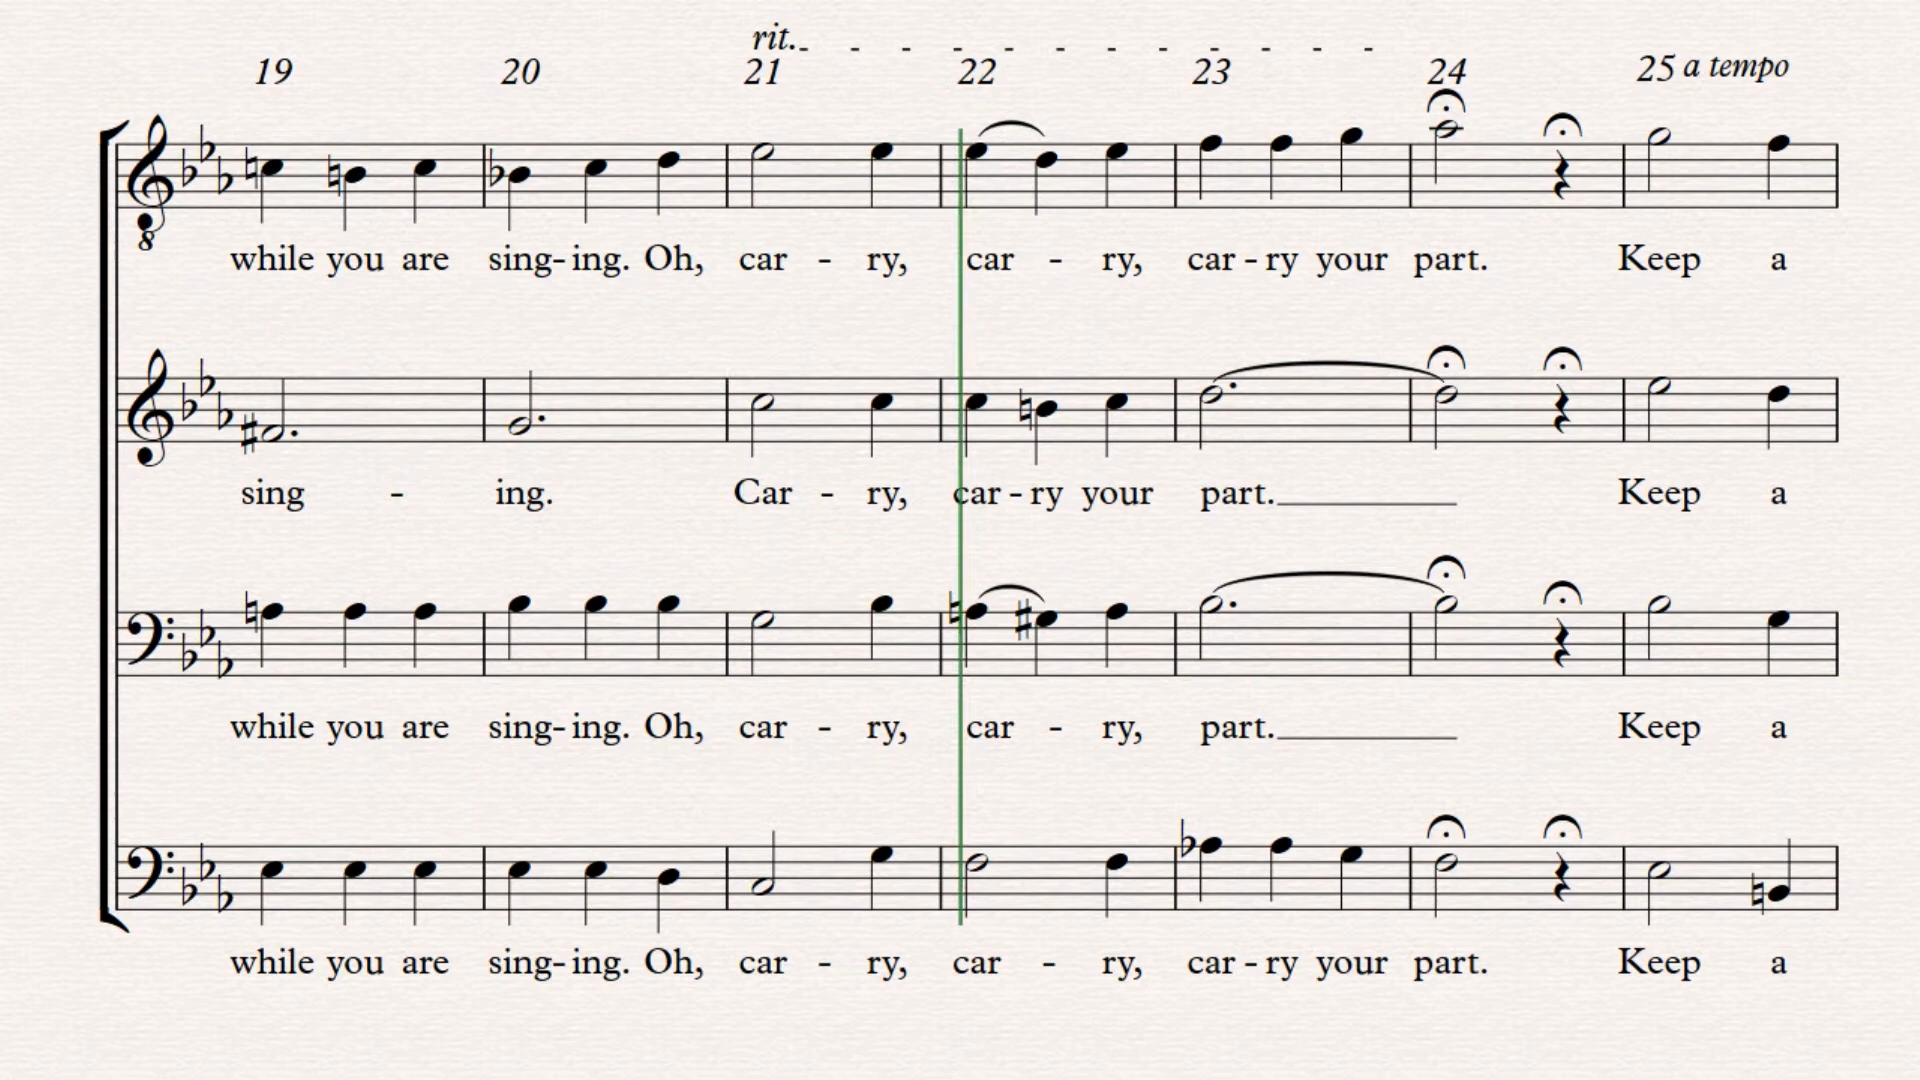 rit.
19 20 21 22 23 24 25 a tempo
8
while you are sing-ing. Oh, car - ry, car - ry, car-ry your part. Keep a
sing - ing. Car - ry, car-ry your part. Keep a
while you are sing-ing. Oh, car - ry, car - ry, part. Keep a
while you are sing-ing. Oh, car - ry, car - ry, car-ry your part. Keep a